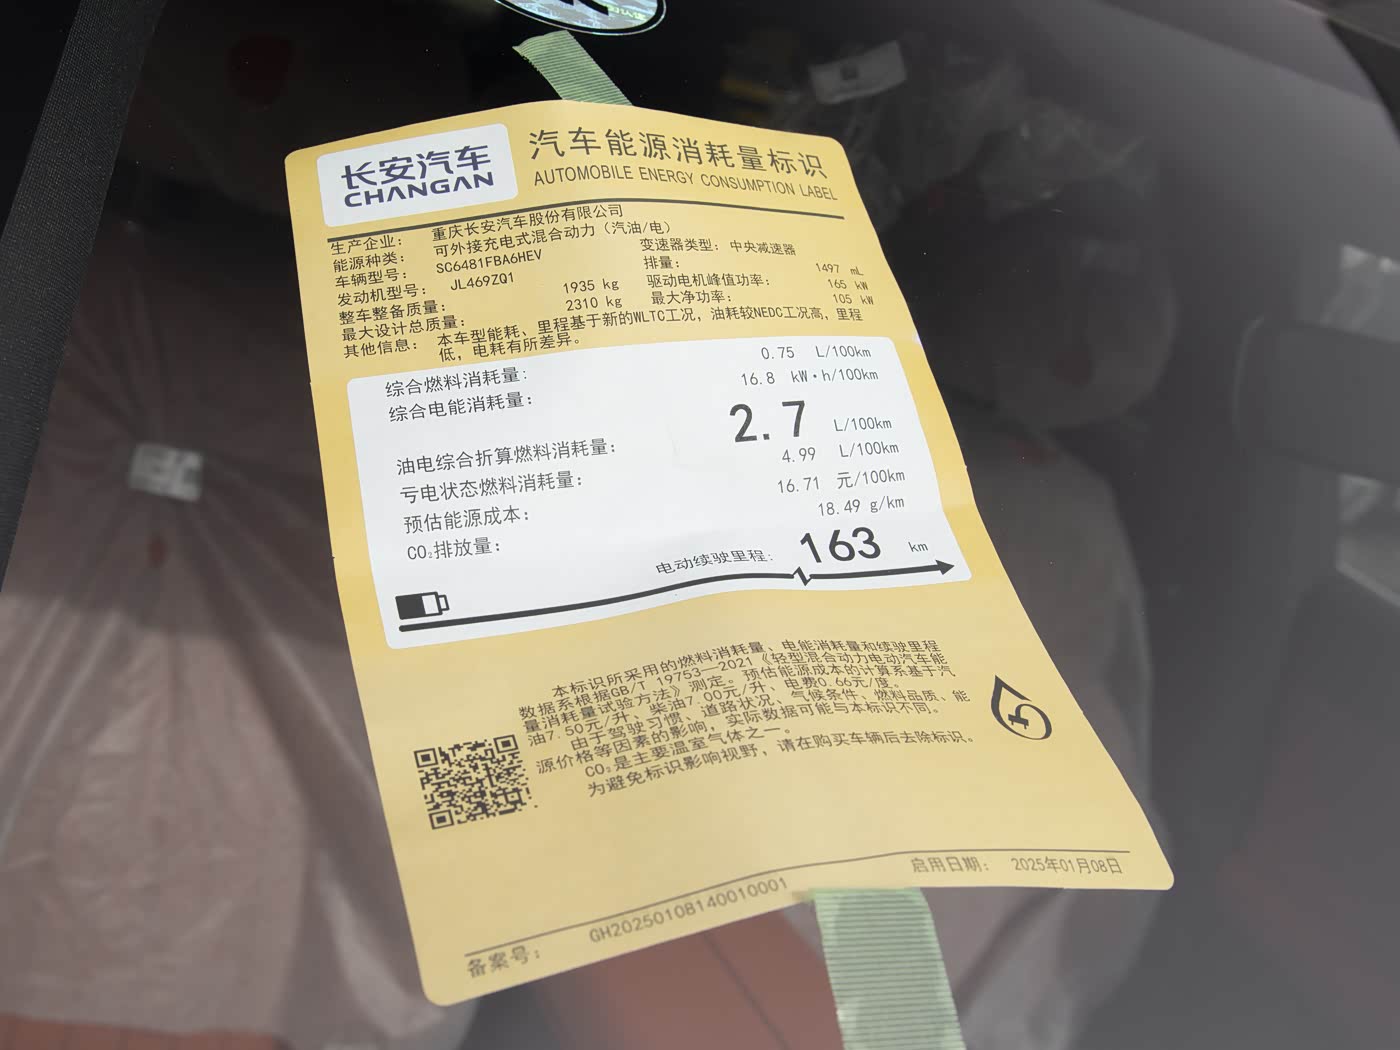 长安汽车
CHANGAN
汽车能源消耗量标识
AUTOMOBILE ENERGY CONSUMPTION LABEL
生产企业： 重庆长安汽车股份有限公司
能源种类： 可外接充电式混合动力（汽油/电）
车辆型号： SC6481FBA6HEV 变速器类型： 中央减速器
发动机型号： JL469ZQ1 排量： 1497 mL
整车整备质量： 1935 kg 驱动电机峰值功率： 165 kW
最大设计总质量： 2310 kg 最大净功率： 105 kW
其他信息： 本车型能耗、里程基于新的WLTC工况，油耗较NEDC工况高，里程
低，电耗有所差异。
综合燃料消耗量： 0.75 L/100km
综合电能消耗量： 16.8 kW·h/100km
油电综合折算燃料消耗量： 2.7 L/100km
亏电状态燃料消耗量： 4.99 L/100km
预估能源成本： 16.71 元/100km
CO₂排放量： 18.49 g/km
电动续驶里程： 163 km
本标识所采用的燃料消耗量、电能消耗量和续驶里程
数据系根据GB/T 19753—2021《轻型混合动力电动汽车能
量消耗量试验方法》测定。预估能源成本的计算系基于汽
油7.50元/升、柴油7.00元/升、电费0.66元/度。
由于驾驶习惯、道路状况、气候条件、燃料品质、能
源价格等因素的影响，实际数据可能与本标识不同。
CO₂是主要温室气体之一。
为避免标识影响视野，请在购买车辆后去除标识。
备案号： GH20250108140010001 启用日期： 2025年01月08日